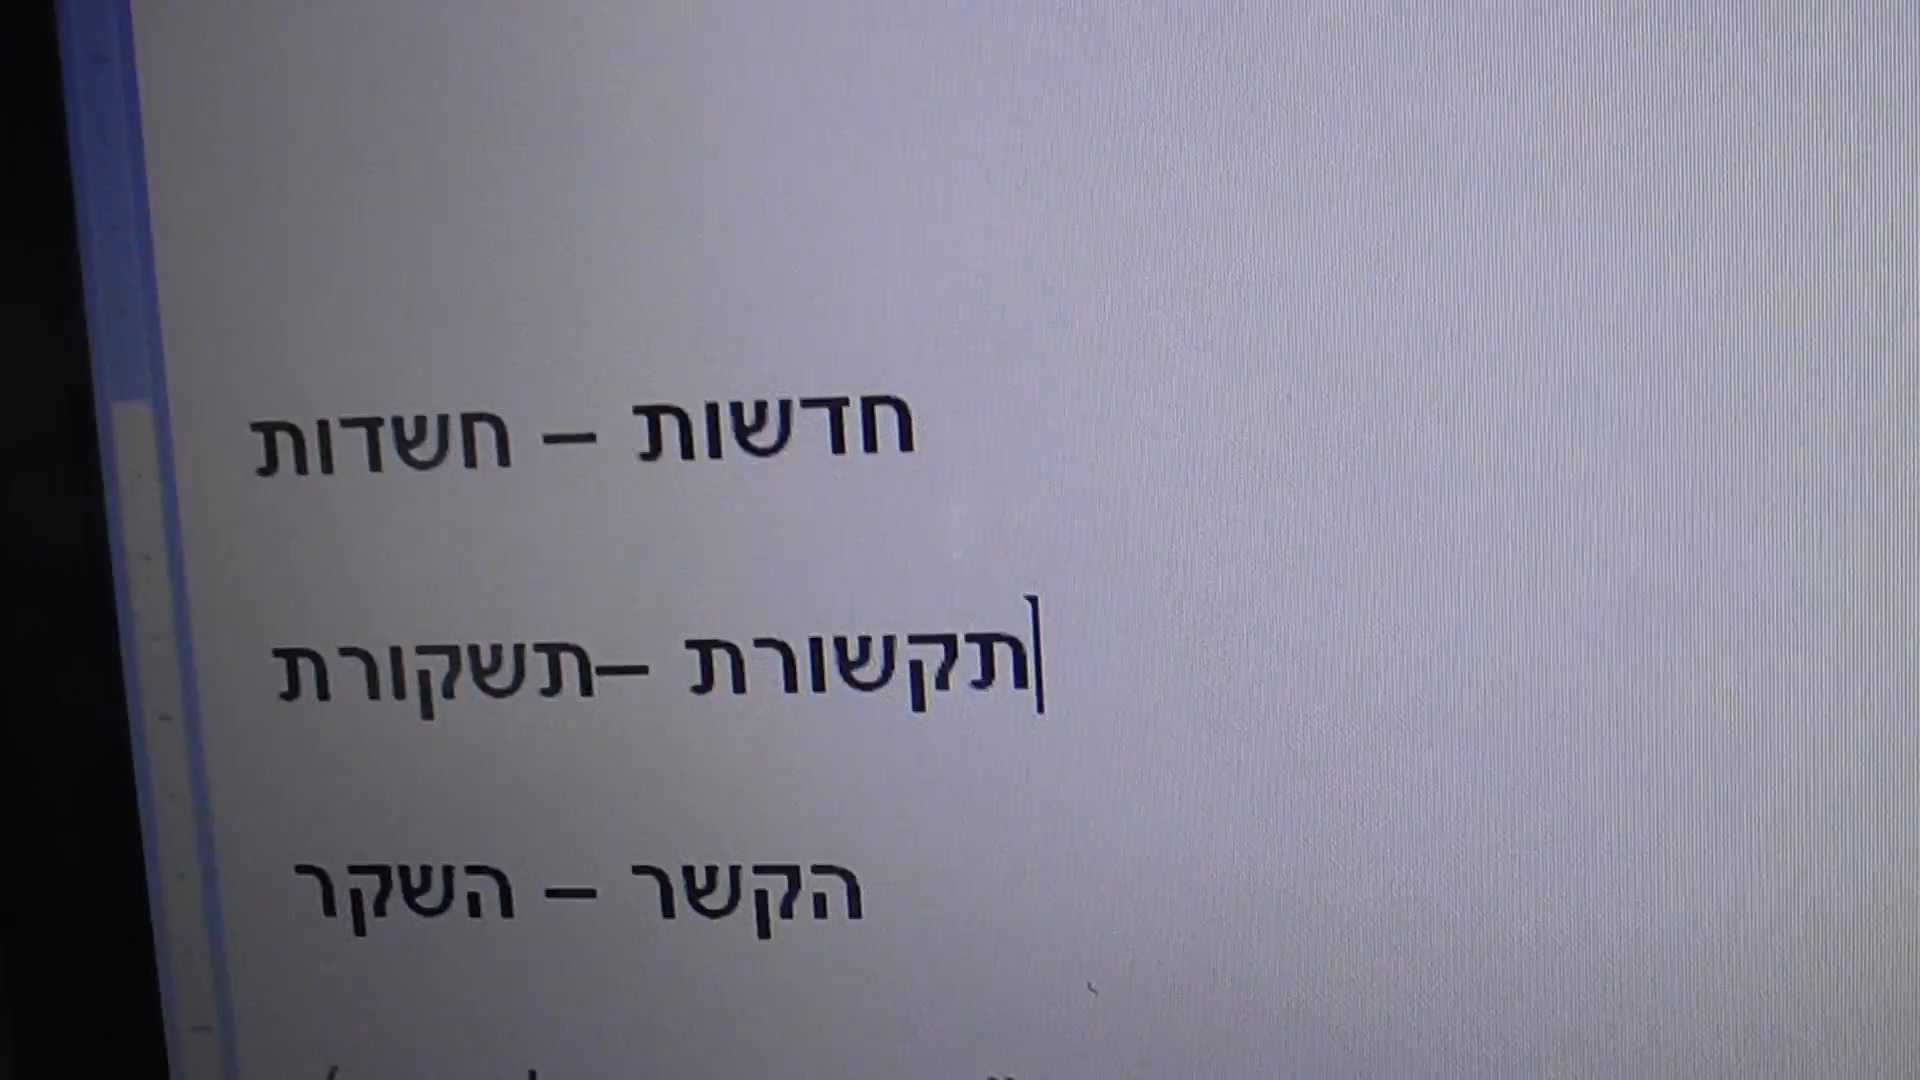 חדשות – חשדות
תקשורת –תשקורת
הקשר – השקר